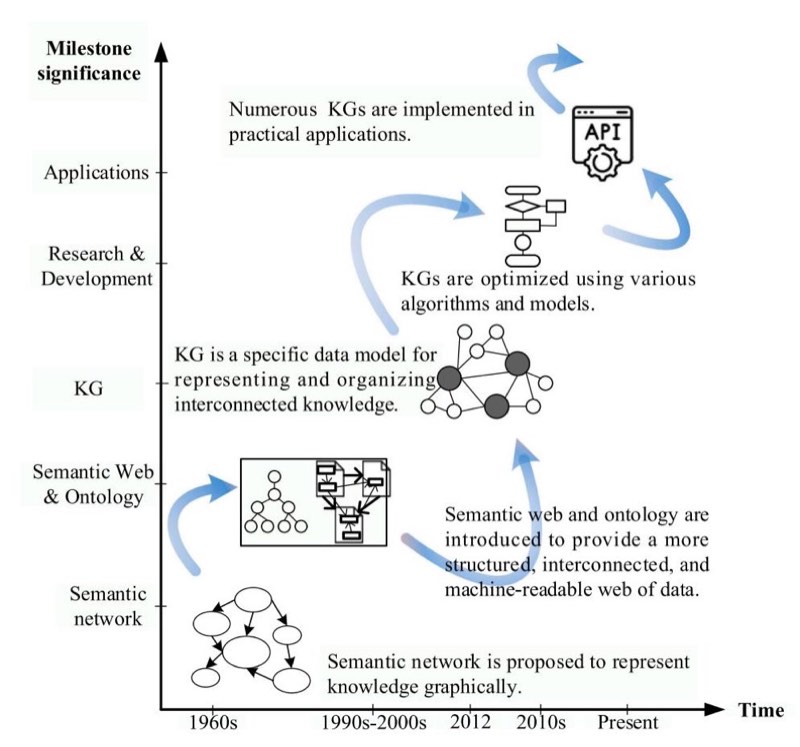 Milestone
significance
Numerous KGs are implemented in
practical applications.
API
Applications
Research &
Development
KGs are optimized using various
algorithms and models.
KG is a specific data model for
representing and organizing
interconnected knowledge.
KG
Semantic Web
& Ontology
Semantic web and ontology are
introduced to provide a more
structured, interconnected, and
machine-readable web of data.
Semantic
network
Semantic network is proposed to represent
knowledge graphically.
Time
1960s
1990s-2000s
2012
2010s
Present